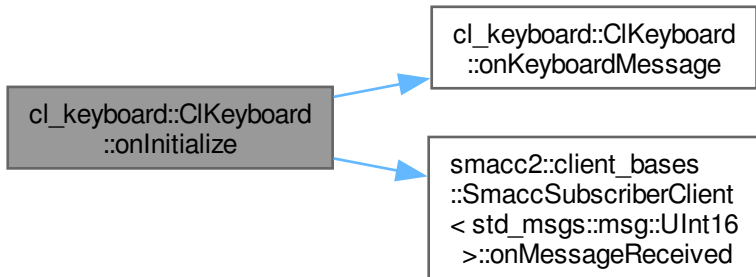 cl_keyboard::ClKeyboard
::onInitialize
cl_keyboard::ClKeyboard
::onKeyboardMessage
smacc2::client_bases
::SmaccSubscriberClient
< std_msgs::msg::UInt16
>::onMessageReceived